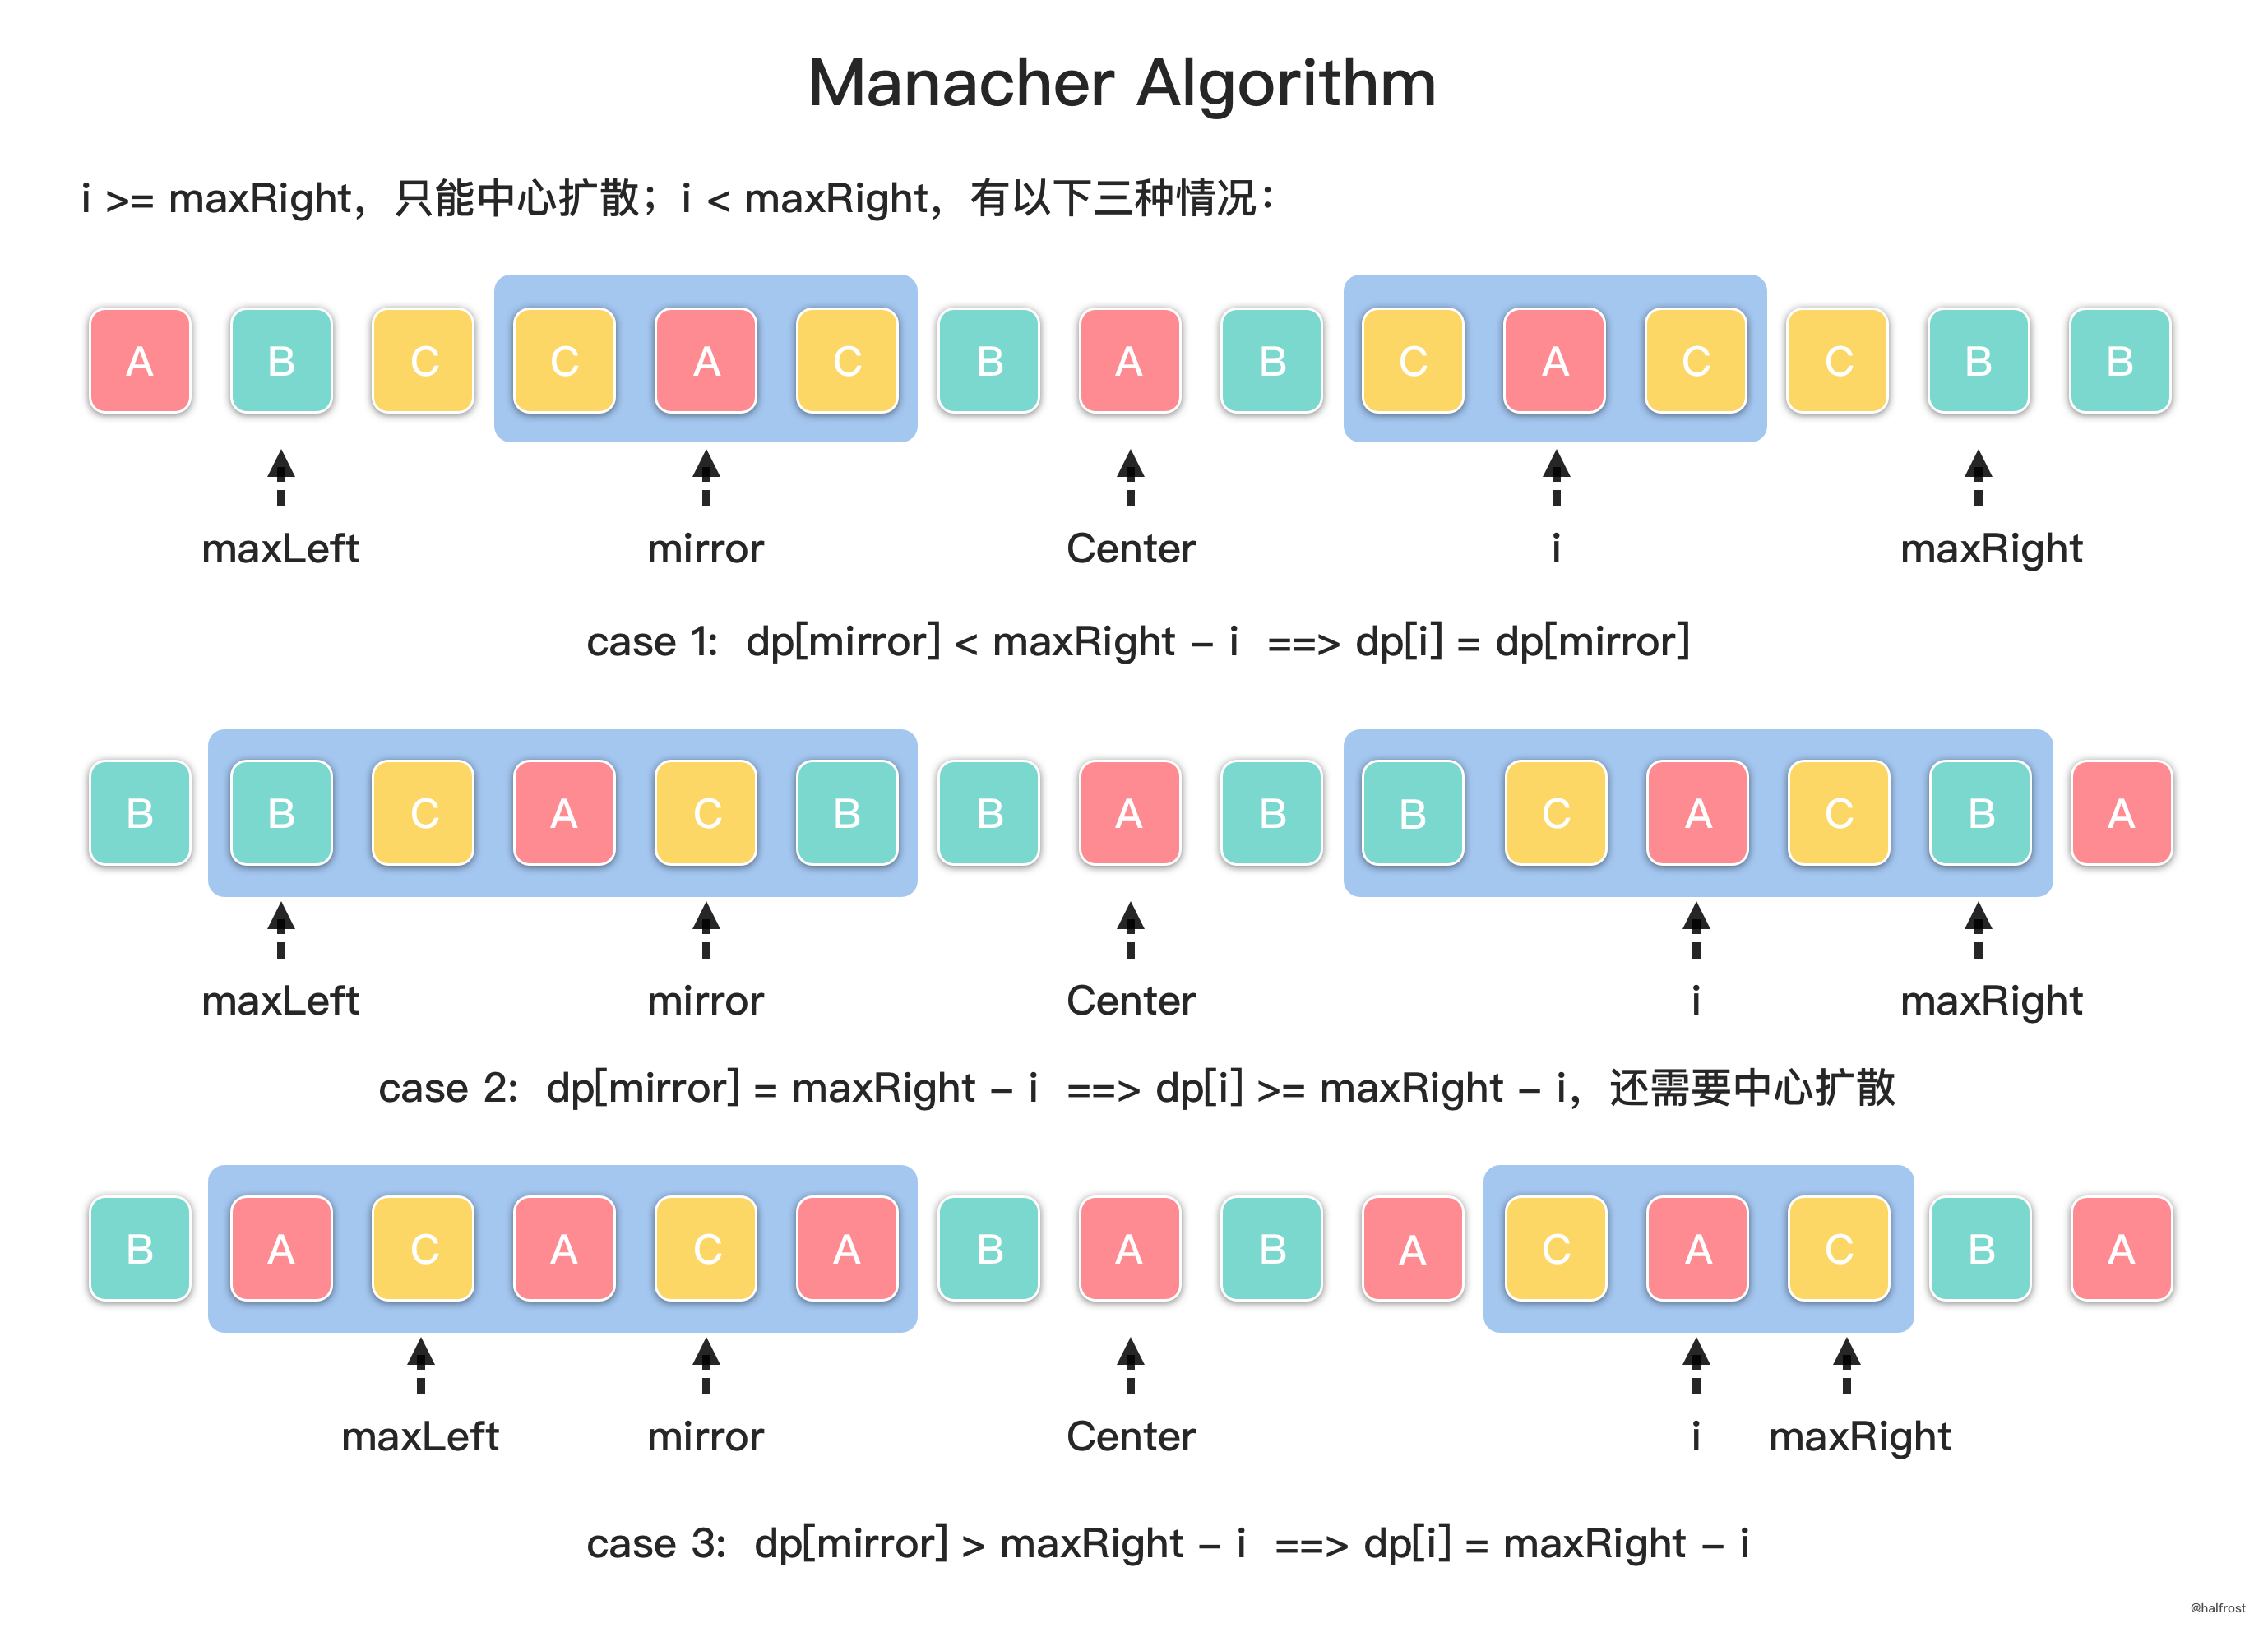 Manacher Algorithm
i >= maxRight，只能中心扩散；i < maxRight，有以下三种情况：
A B C C A C B A B C A C C B B
maxLeft mirror Center i maxRight
case 1: dp[mirror] < maxRight - i ==> dp[i] = dp[mirror]
B B C A C B B A B B C A C B A
maxLeft mirror Center i maxRight
case 2: dp[mirror] = maxRight - i ==> dp[i] >= maxRight - i，还需要中心扩散
B A C A C A B A B A C A C B A
maxLeft mirror Center i maxRight
case 3: dp[mirror] > maxRight - i ==> dp[i] = maxRight - i
@halfrost